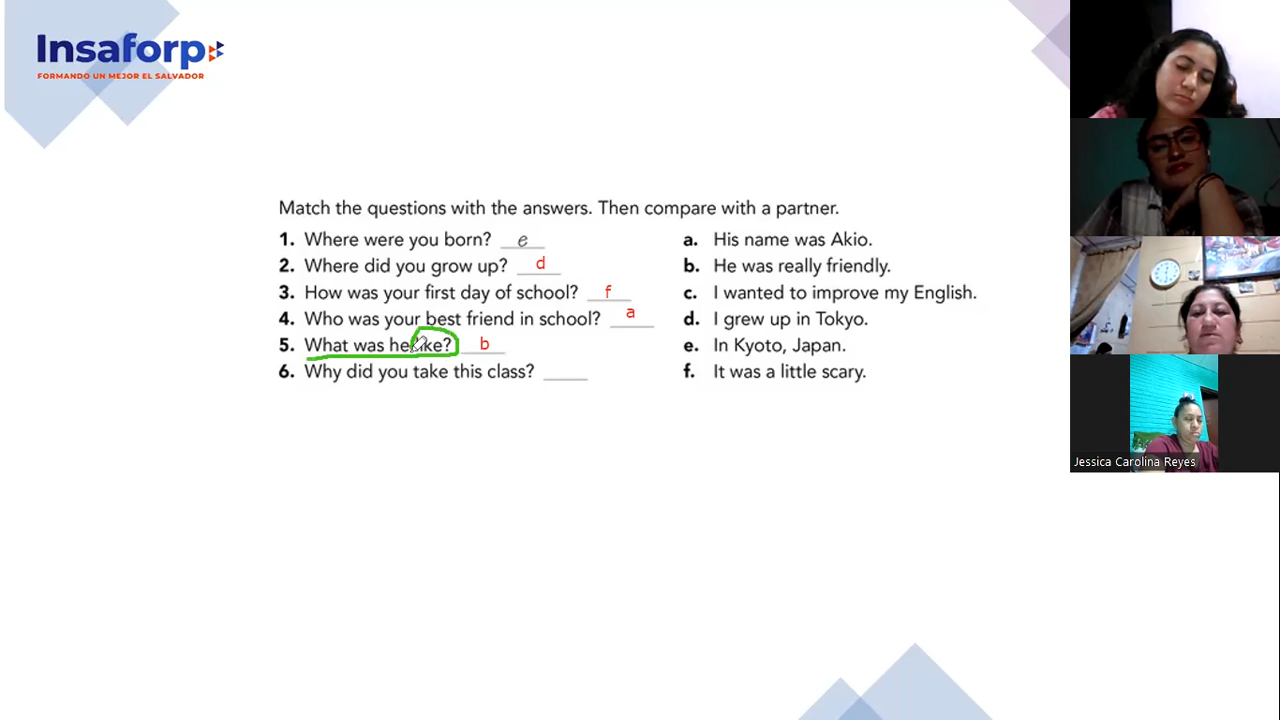 Insaforp
FORMANDO UN MEJOR EL SALVADOR
Match the questions with the answers. Then compare with a partner.
1. Where were you born? e
2. Where did you grow up? d
3. How was your first day of school? f
4. Who was your best friend in school? a
5. What was he like? b
6. Why did you take this class?
a. His name was Akio.
b. He was really friendly.
c. I wanted to improve my English.
d. I grew up in Tokyo.
e. In Kyoto, Japan.
f. It was a little scary.
Jessica Carolina Reyes